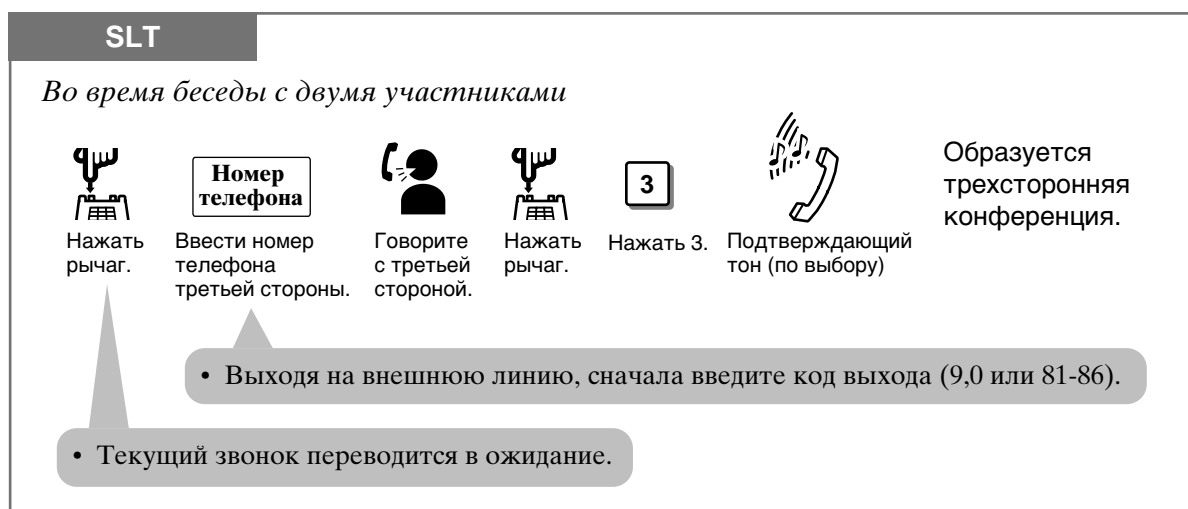 SLT
Во время беседы с двумя участниками
Номер
телефона
3
Образуется
трехсторонняя
конференция.
Нажать
рычаг.
Ввести номер
телефона
третьей стороны.
Говорите
с третьей
стороной.
Нажать
рычаг.
Нажать 3.
Подтверждающий
тон (по выбору)
• Выходя на внешнюю линию, сначала введите код выхода (9,0 или 81-86).
• Текущий звонок переводится в ожидание.